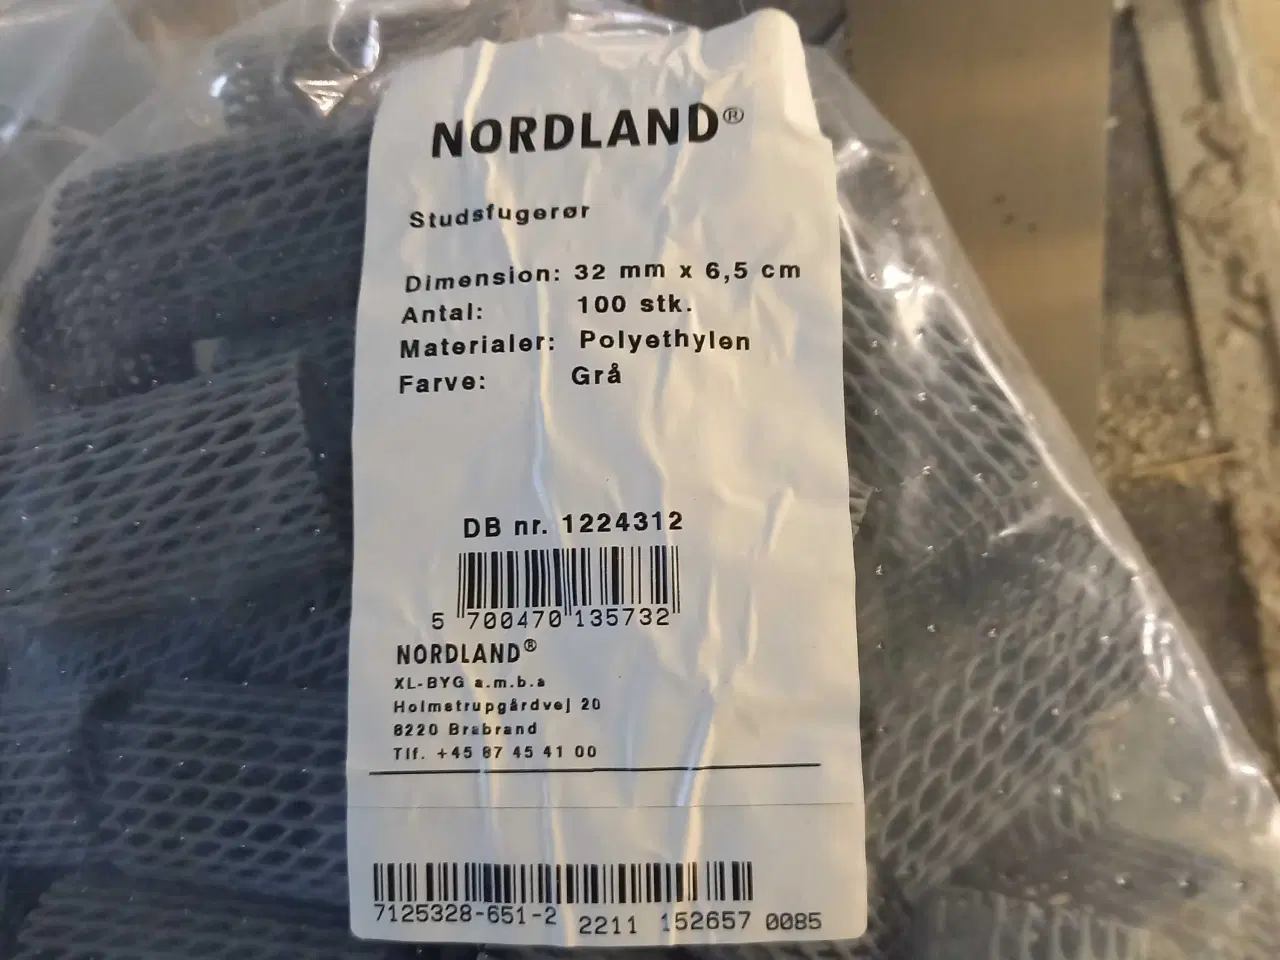 NORDLAND®
Studsfugerør
Dimension: 32 mm x 6,5 cm
Antal: 100 stk.
Materialer: Polyethylen
Farve: Grå
DB nr. 1224312
5 700470 135732
NORDLAND®
XL-BYG a.m.b.a
Holmstrupgårdvej 20
8220 Brabrand
Tlf. +45 87 45 41 00
7125328-651-2 2211 152657 0085